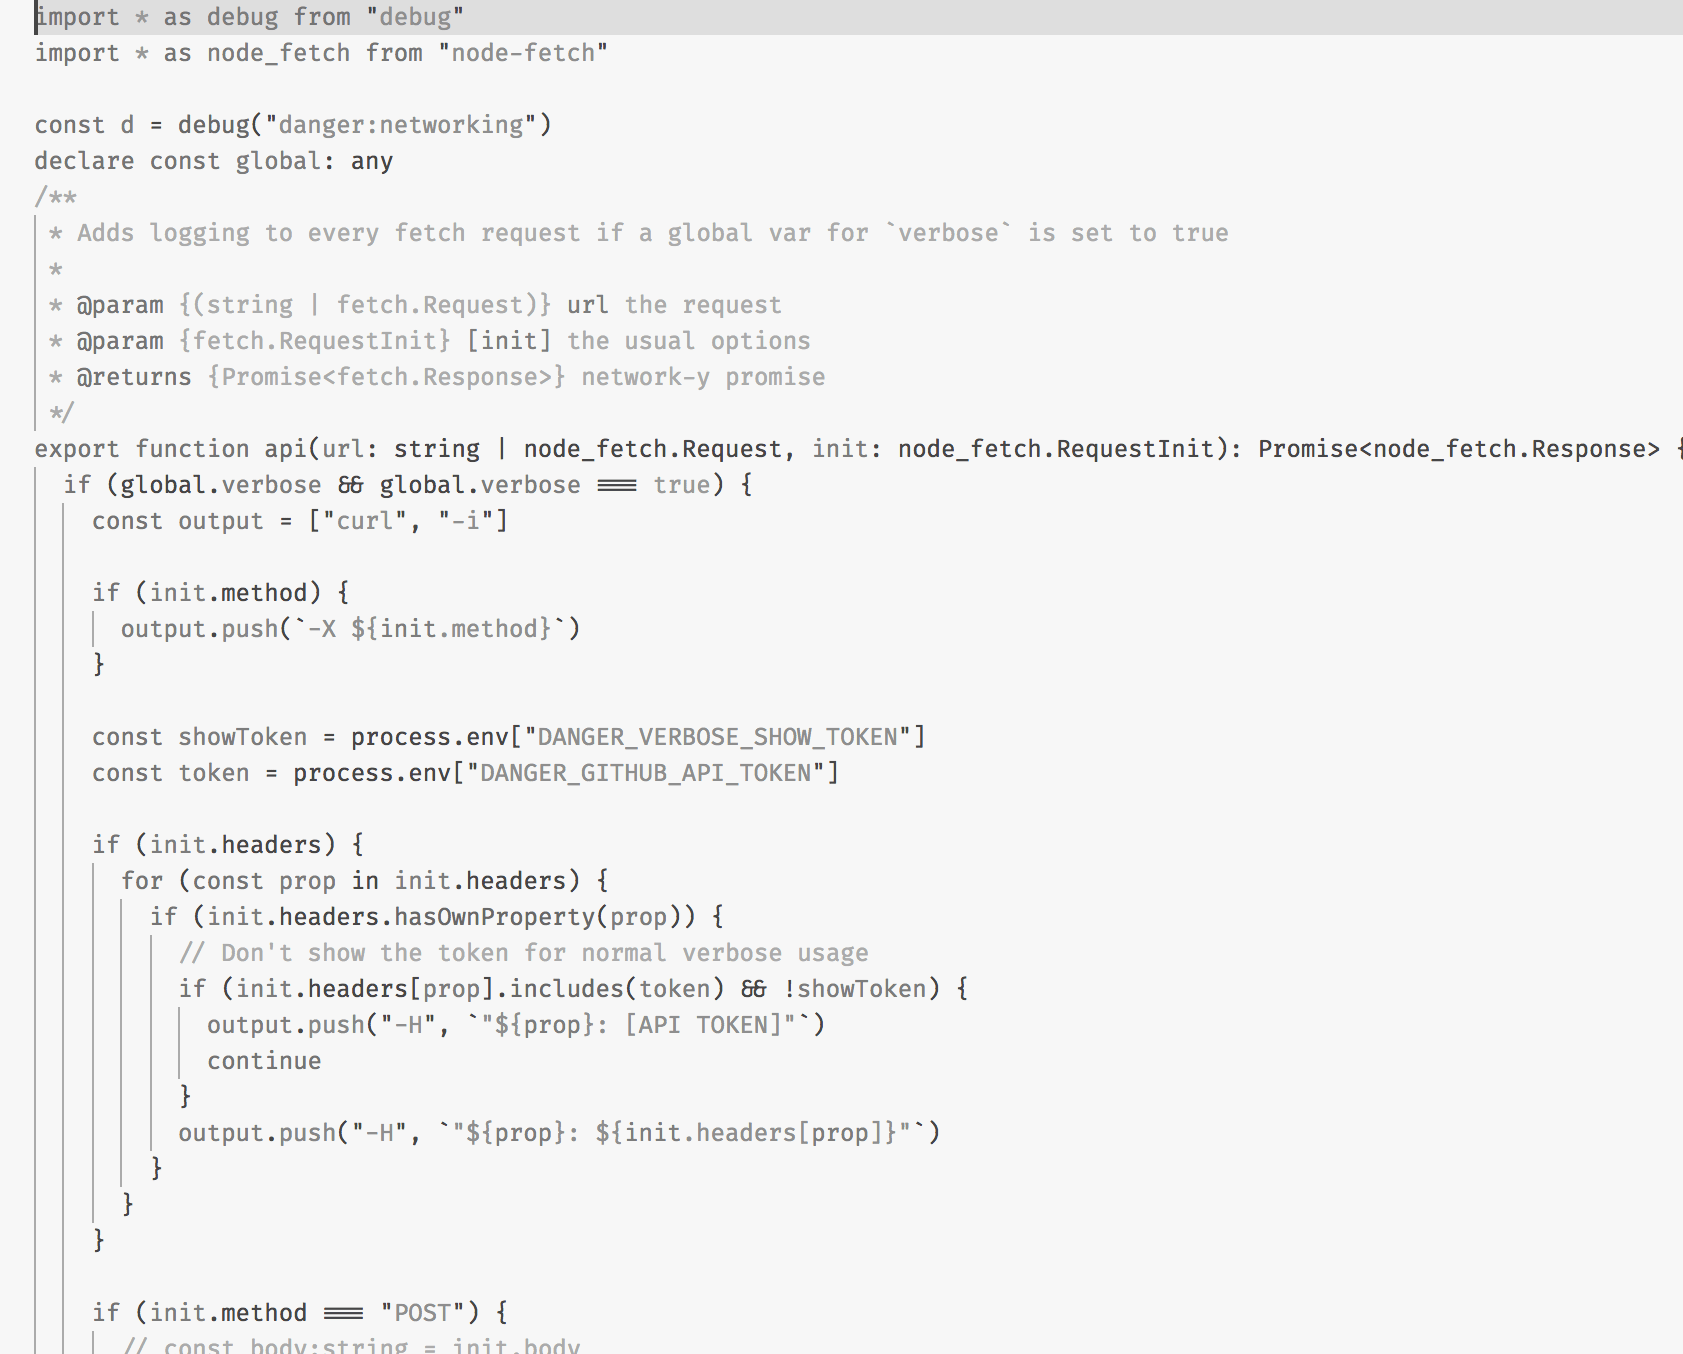 import * as debug from "debug"
import * as node_fetch from "node-fetch"

const d = debug("danger:networking")
declare const global: any
/**
 * Adds logging to every fetch request if a global var for `verbose` is set to true
 *
 * @param {(string | fetch.Request)} url the request
 * @param {fetch.RequestInit} [init] the usual options
 * @returns {Promise<fetch.Response>} network-y promise
 */
export function api(url: string | node_fetch.Request, init: node_fetch.RequestInit): Promise<node_fetch.Response> {
  if (global.verbose && global.verbose === true) {
    const output = ["curl", "-i"]

    if (init.method) {
      output.push(`-X ${init.method}`)
    }

    const showToken = process.env["DANGER_VERBOSE_SHOW_TOKEN"]
    const token = process.env["DANGER_GITHUB_API_TOKEN"]

    if (init.headers) {
      for (const prop in init.headers) {
        if (init.headers.hasOwnProperty(prop)) {
          // Don't show the token for normal verbose usage
          if (init.headers[prop].includes(token) && !showToken) {
            output.push("-H", `"${prop}: [API TOKEN]"`)
            continue
          }
          output.push("-H", `"${prop}: ${init.headers[prop]}"`)
        }
      }
    }

    if (init.method === "POST") {
      // const body:string = init.body